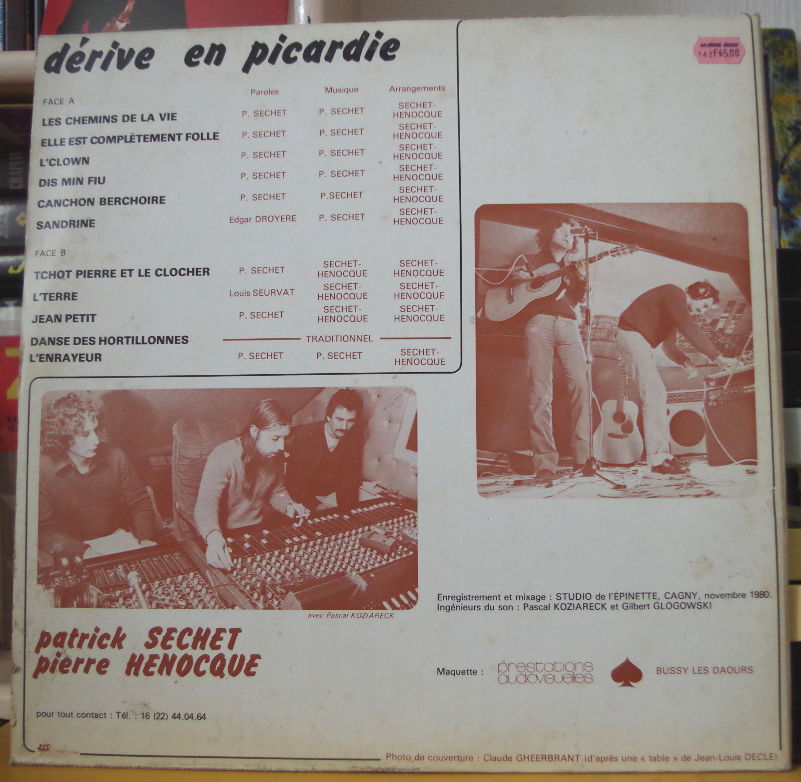 dérive en picardie
Paroles Musique Arrangements
FACE A
LES CHEMINS DE LA VIE P. SECHET P. SECHET SECHET-HENOCQUE
ELLE EST COMPLÈTEMENT FOLLE P. SECHET P. SECHET SECHET-HENOCQUE
L'CLOWN P. SECHET P. SECHET SECHET-HENOCQUE
DIS MIN FIU P. SECHET P. SECHET SECHET-HENOCQUE
CANCHON BERCHOIRE P. SECHET P.SECHET SECHET-HENOCQUE
SANDRINE Edgar DROYERE P. SECHET SECHET-HENOCQUE
FACE B
TCHOT PIERRE ET LE CLOCHER P. SECHET SECHET-HENOCQUE SECHET-HENOCQUE
L'TERRE Louis SEURVAT SECHET-HENOCQUE SECHET-HENOCQUE
JEAN PETIT P. SECHET SECHET-HENOCQUE SECHET-HENOCQUE
DANSE DES HORTILLONNES TRADITIONNEL
L'ENRAYEUR P. SECHET P. SECHET SECHET-HENOCQUE
avec Pascal KOZIARECK
patrick SECHET
pierre HENOCQUE
pour tout contact : Tél. : 16 (22) 44.04.64
Enregistrement et mixage : STUDIO de l'ÉPINETTE, CAGNY, novembre 1980.
Ingénieurs du son : Pascal KOZIARECK et Gilbert GLOGOWSKI
Maquette : prestations audiovisuelles BUSSY LES DAOURS
Photo de couverture : Claude GHEERBRANT (d'après une « table » de Jean-Louis DECLE)